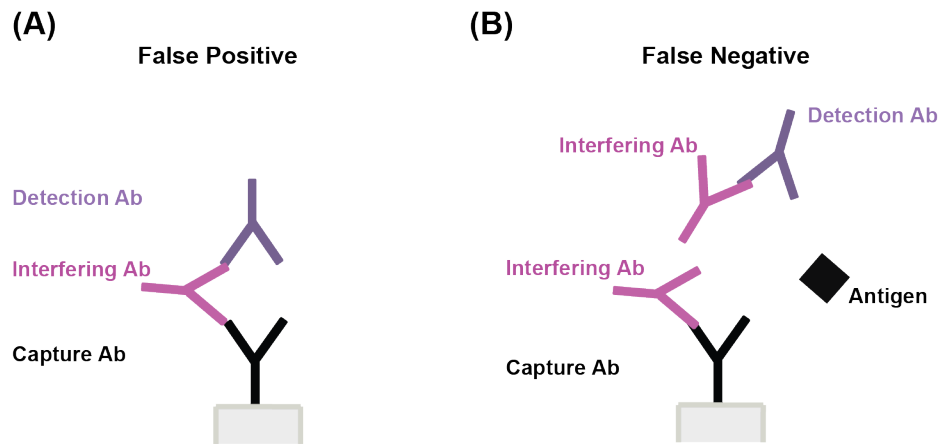 (A)
False Positive
Detection Ab
Interfering Ab
Capture Ab
(B)
False Negative
Detection Ab
Interfering Ab
Interfering Ab
Antigen
Capture Ab